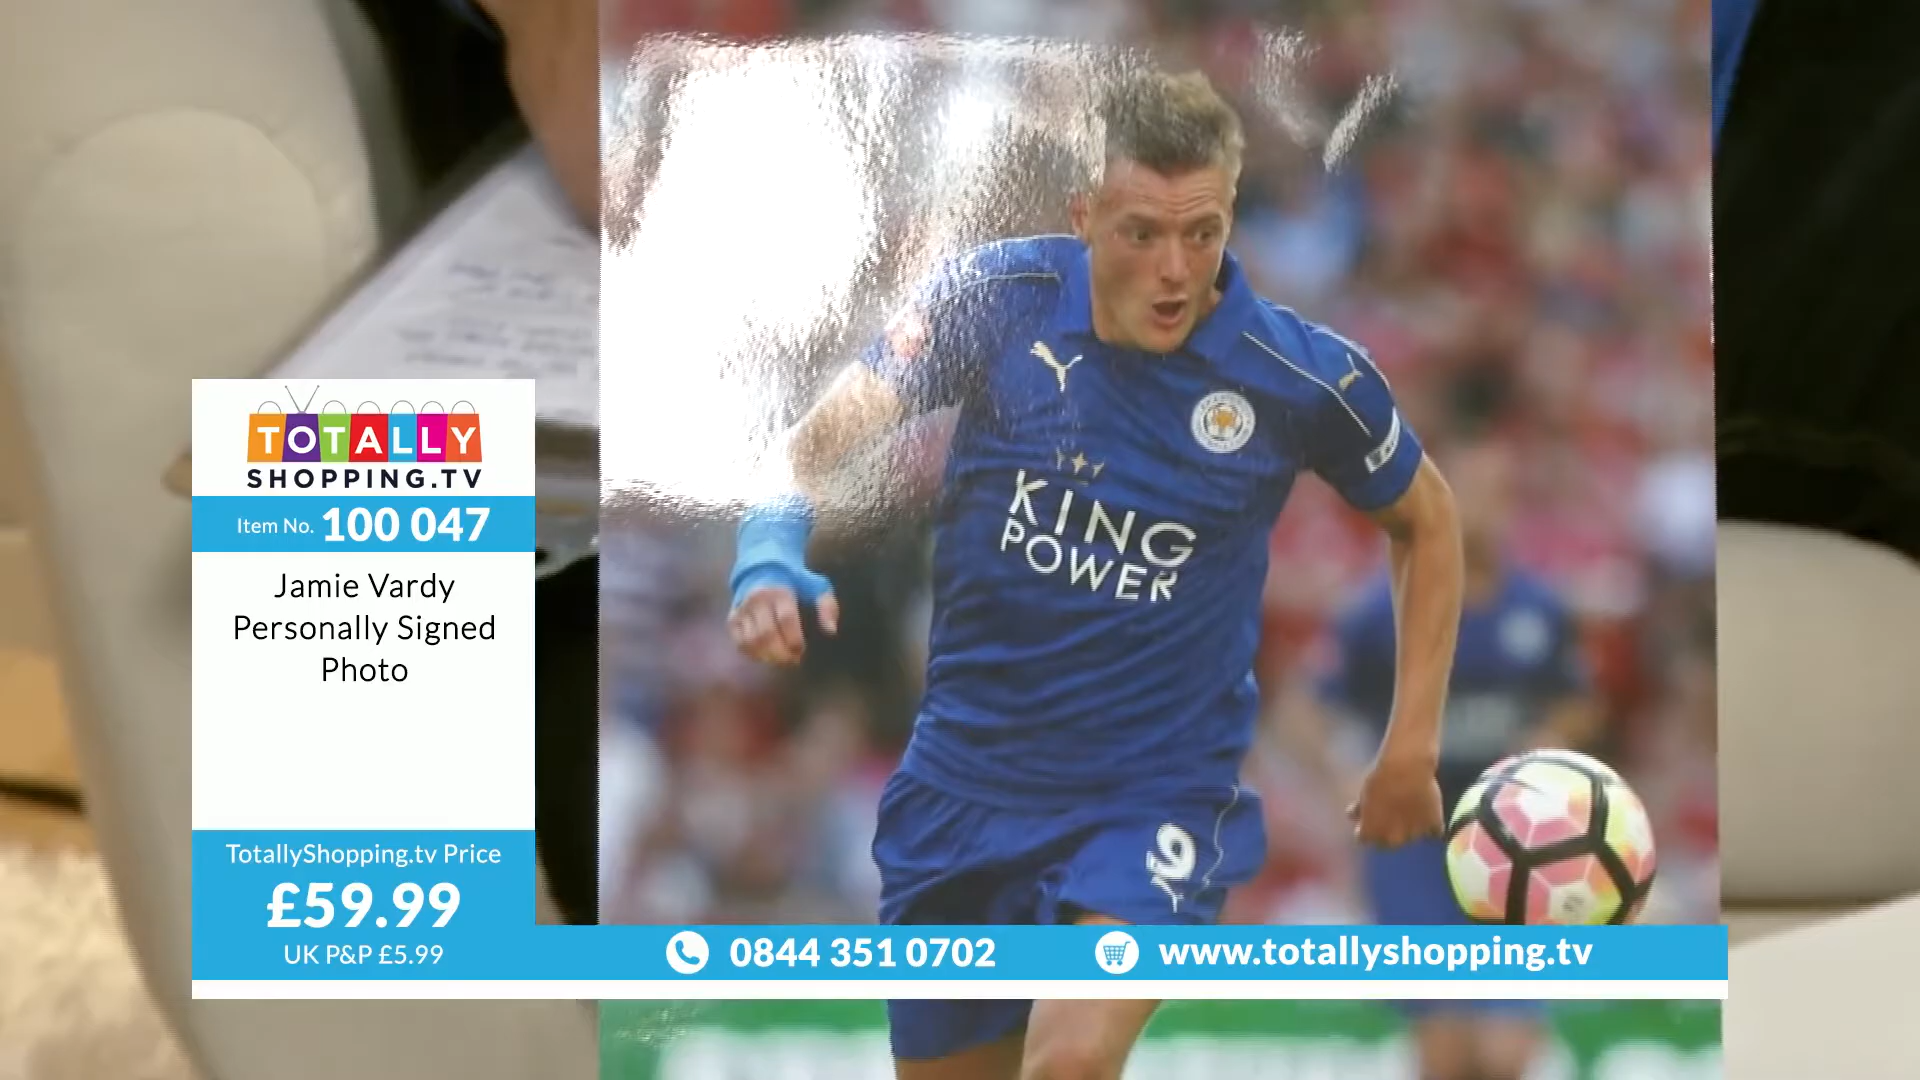 TOTALLY
SHOPPING.TV
Item No. 100 047
Jamie Vardy
Personally Signed
Photo
TotallyShopping.tv Price
£59.99
UK P&P £5.99
0844 351 0702
www.totallyshopping.tv
KING
POWER
9